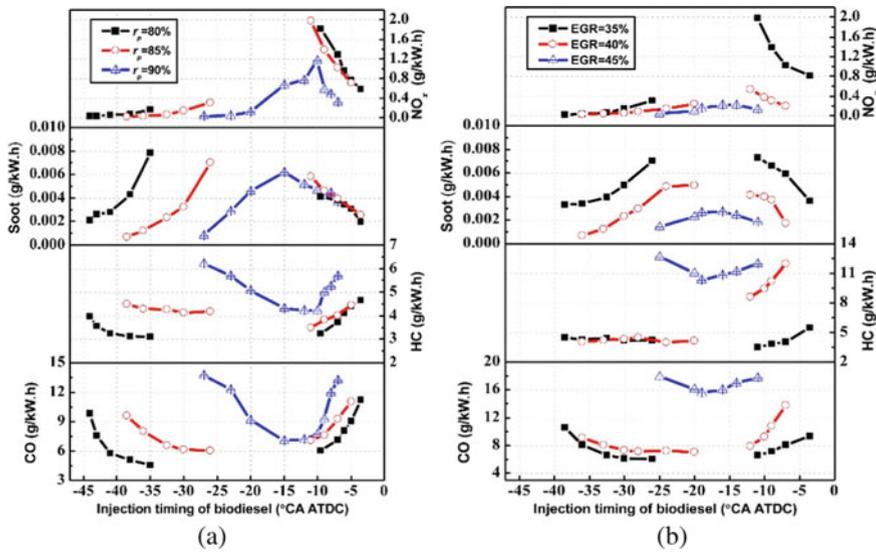 r_p=80%
r_p=85%
r_p=90%
2.0
1.6
1.2
0.8
0.4
0.0
NO_x (g/kW.h)
0.010
0.008
0.006
0.004
0.002
0.000
Soot (g/kW.h)
7
6
5
4
3
2
HC (g/kW.h)
15
12
9
6
3
CO (g/kW.h)
-45 -40 -35 -30 -25 -20 -15 -10 -5
Injection timing of biodiesel (°CA ATDC)
(a)
EGR=35%
EGR=40%
EGR=45%
2.0
1.6
1.2
0.8
0.4
0.0
NO_x (g/kW.h)
0.010
0.008
0.006
0.004
0.002
0.000
Soot (g/kW.h)
14
11
8
5
2
HC (g/kW.h)
20
16
12
8
4
CO (g/kW.h)
-45 -40 -35 -30 -25 -20 -15 -10 -5
Injection timing of biodiesel (°CA ATDC)
(b)